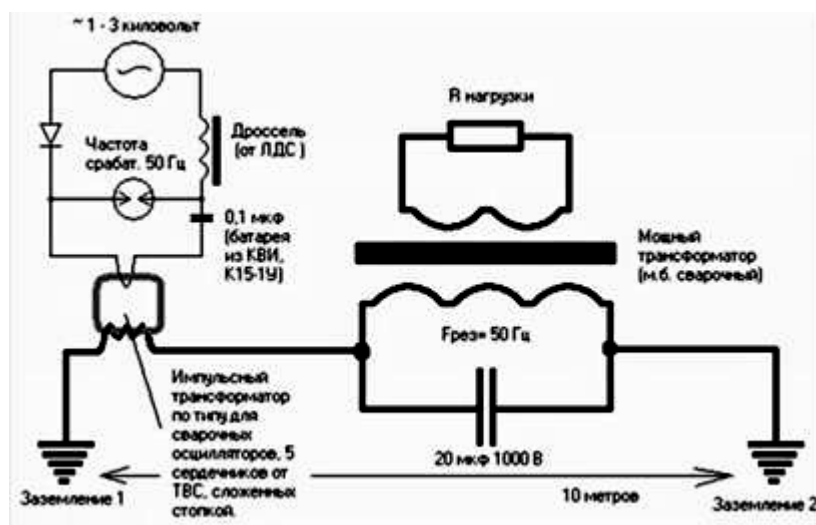 ~ 1 - 3 киловольт
R нагрузки
Дроссель
(от ЛДС )
Частота
срабат. 50 Гц
0,1 мкф
(батарея
из КВИ,
К15-1У)
Мощный
трансформатор
(м.б. сварочный)
Fрез= 50 Гц
Импульсный
трансформатор
по типу для
сварочных
осцилляторов, 5
сердечников от
ТВС, сложенных
стопкой.
20 мкф 1000 В
10 метров
Заземление 1
Заземление 2